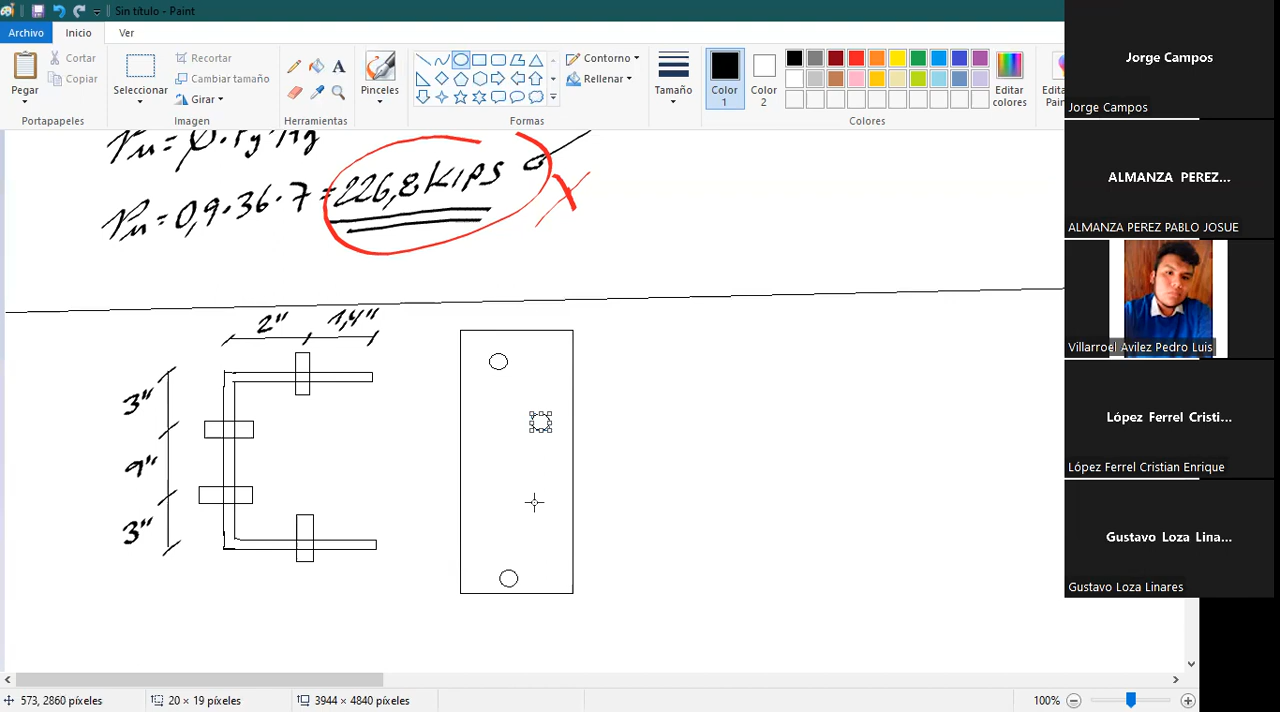 Sin título - Paint
Archivo
Inicio
Ver
Pegar
Cortar
Copiar
Portapapeles
Seleccionar
Recortar
Cambiar tamaño
Girar
Imagen
A
Herramientas
Pinceles
Contorno
Rellenar
Formas
Tamaño
Color 1
Color 2
Editar colores
Colores
0,9·36·7 = 226,8 kips
2" 1,4"
3"
9"
3"
Jorge Campos
Jorge Campos
ALMANZA PEREZ...
ALMANZA PEREZ PABLO JOSUE
Villarroel Avilez Pedro Luis
López Ferrel Cristi...
López Ferrel Cristian Enrique
Gustavo Loza Lina...
Gustavo Loza Linares
573, 2860 píxeles
20 × 19 píxeles
3944 × 4840 píxeles
100%